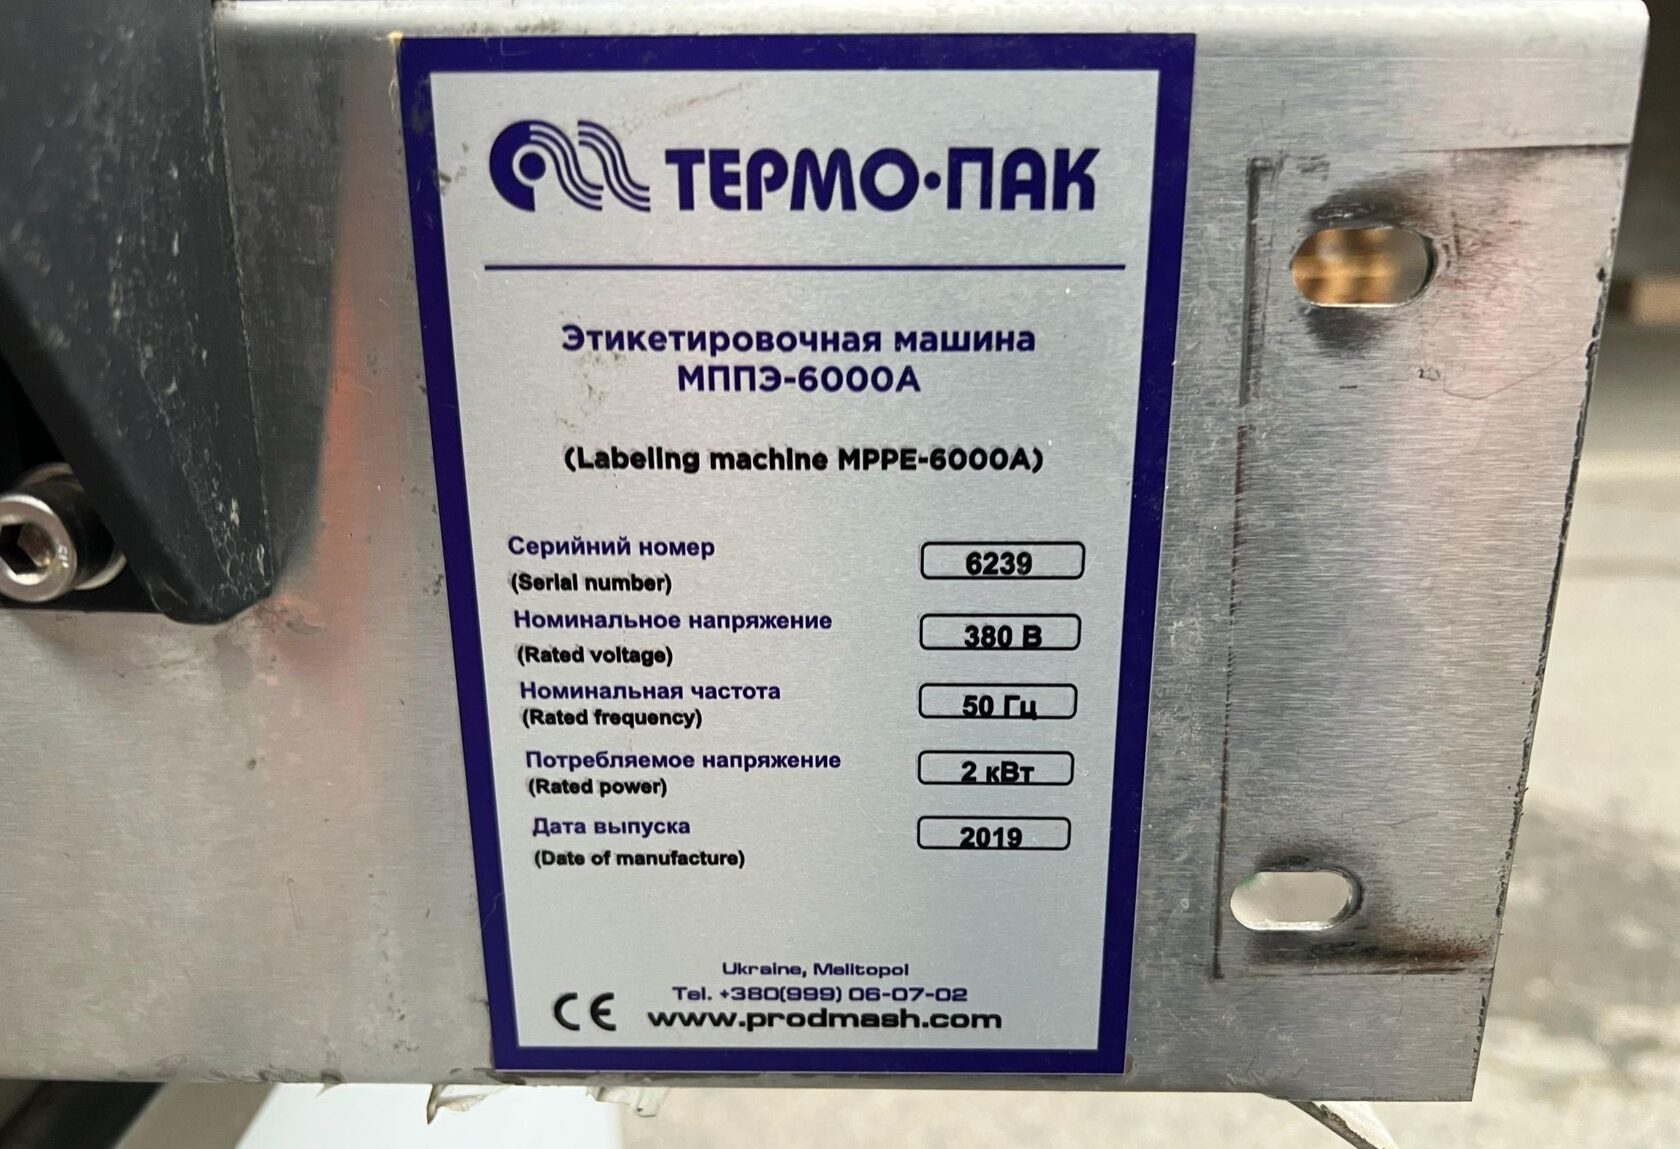 ТЕРМО•ПАК
Этикетировочная машина
МППЭ-6000А
(Labeling machine MPPE-6000A)
Серийний номер
6239
(Serial number)
Номинальное напряжение
380 В
(Rated voltage)
Номинальная частота
50 Гц
(Rated frequency)
Потребляемое напряжение
2 кВт
(Rated power)
Дата выпуска
2019
(Date of manufacture)
Ukraine, Melitopol
Tel. +380(999) 06-07-02
CE www.prodmash.com